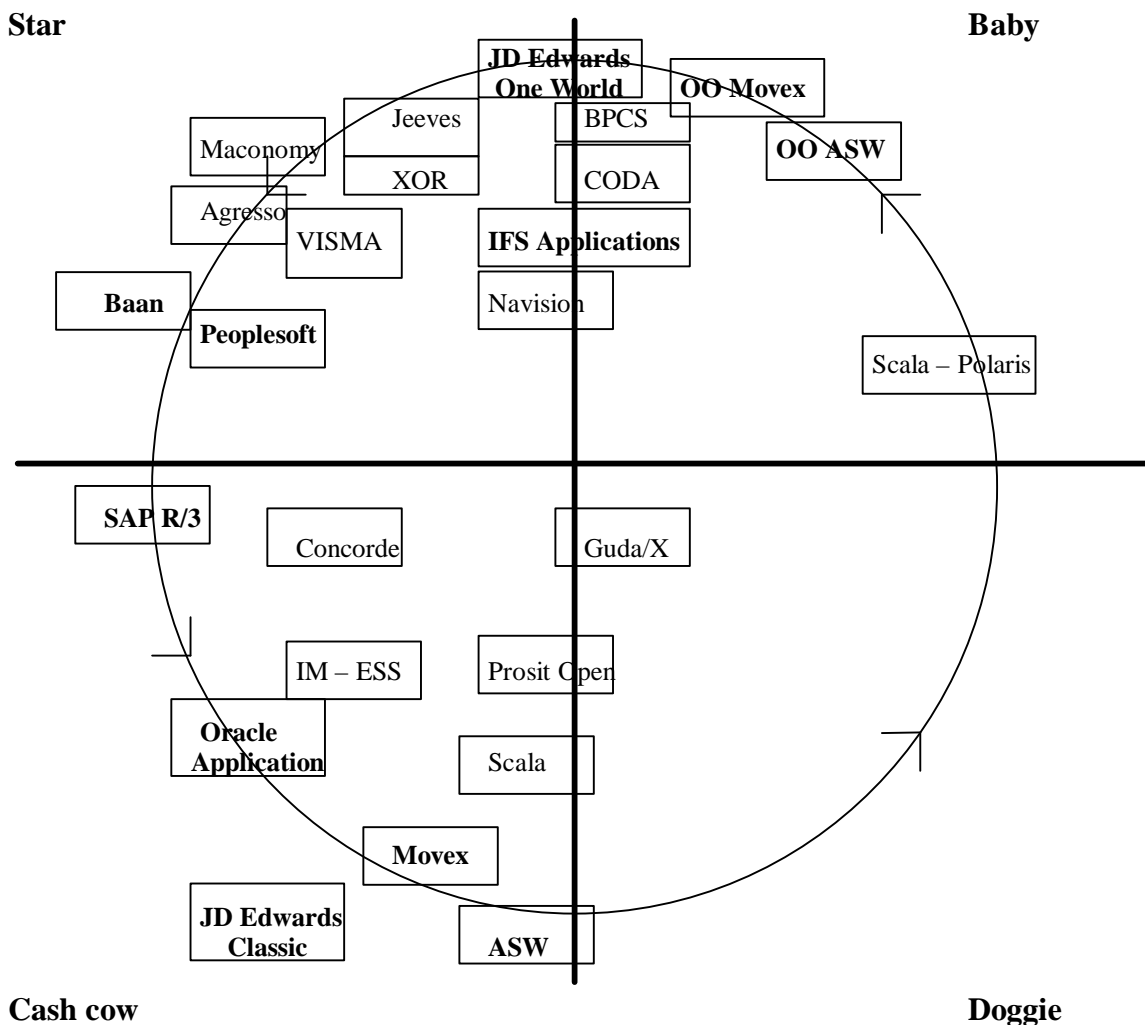 Star
Baby
JD Edwards
One World
OO Movex
Jeeves
BPCS
Maconomy
OO ASW
XOR
CODA
Agresso
VISMA
IFS Applications
Baan
Navision
Peoplesoft
Scala – Polaris
SAP R/3
Concorde
Guda/X
IM – ESS
Prosit Open
Oracle
Application
Scala
Movex
JD Edwards
Classic
ASW
Cash cow
Doggie